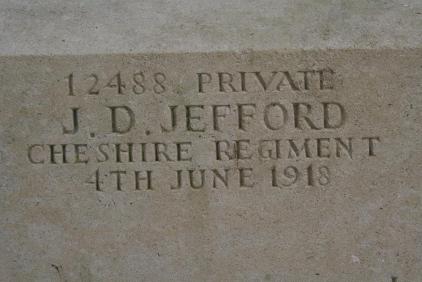 12488 PRIVATE
J. D. JEFFORD
CHESHIRE REGIMENT
4TH JUNE 1918